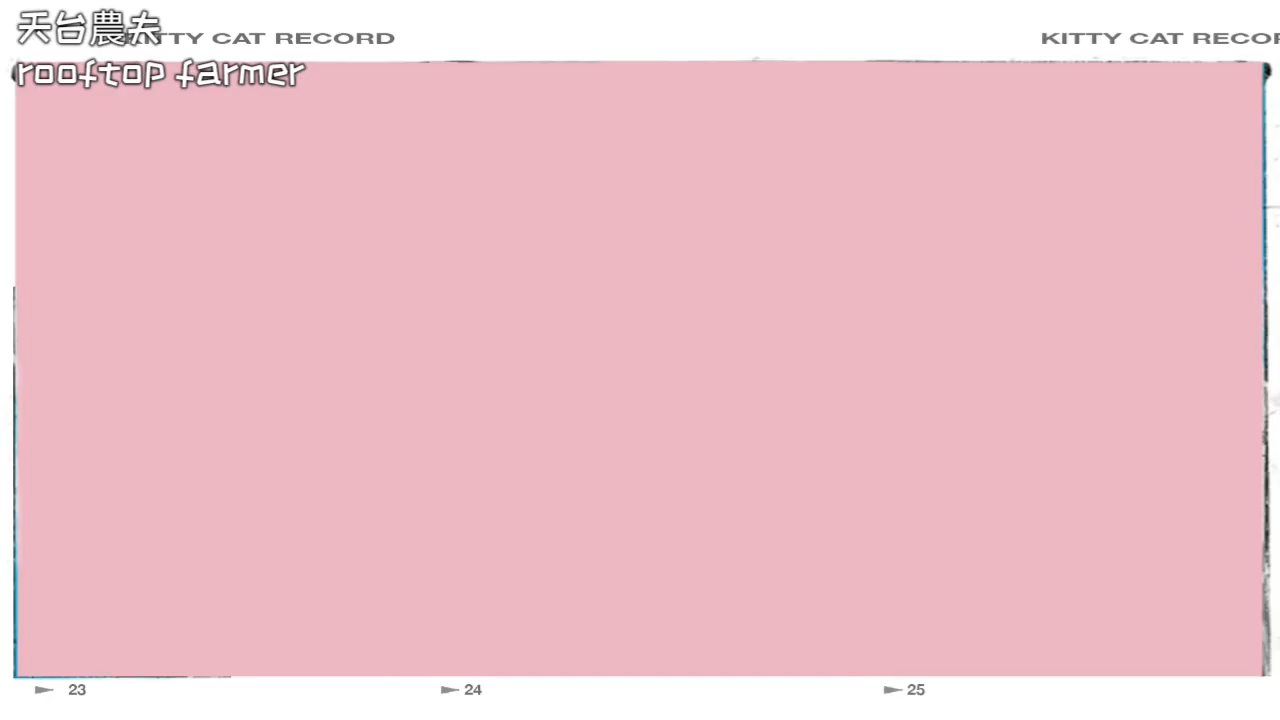 天台農夫
KITTY CAT RECORD
KITTY CAT RECOR
rooftop farmer
23
24
25